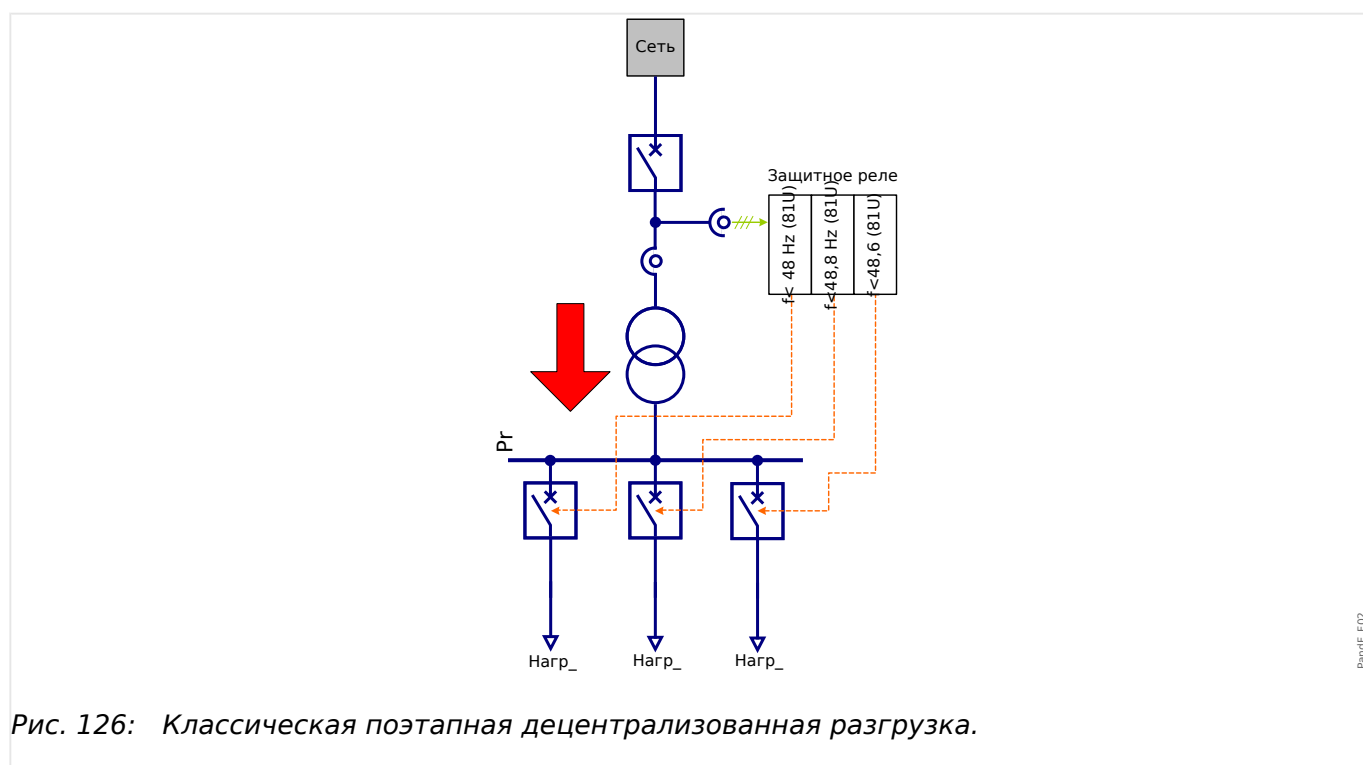 Сеть
Защитное реле
f< 48 Hz (81U)
f<48,8 Hz (81U)
f<48,6 (81U)
Pr
Нагр_
Нагр_
Нагр_
PandF_E02
Рис. 126: Классическая поэтапная децентрализованная разгрузка.